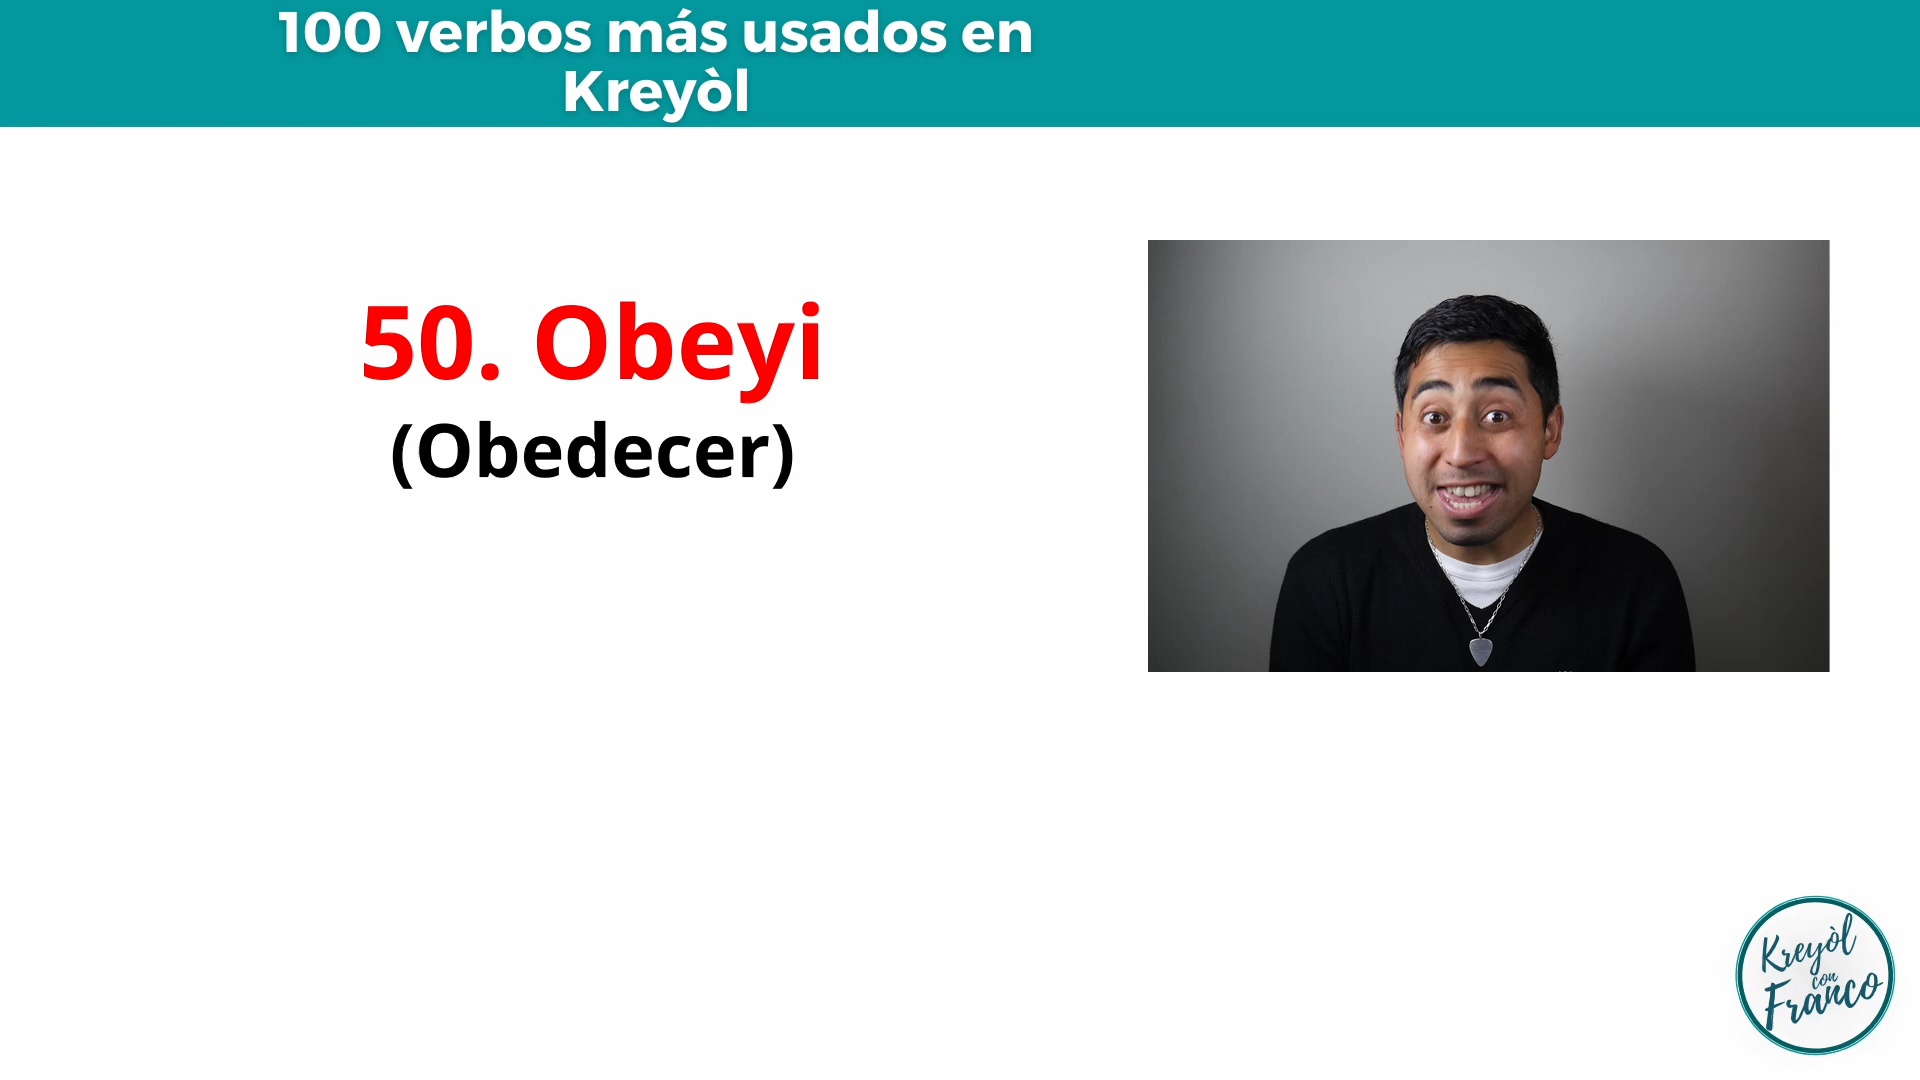 100 verbos más usados en
Kreyòl
50. Obeyi
(Obedecer)
Kreyòl
con
Franco